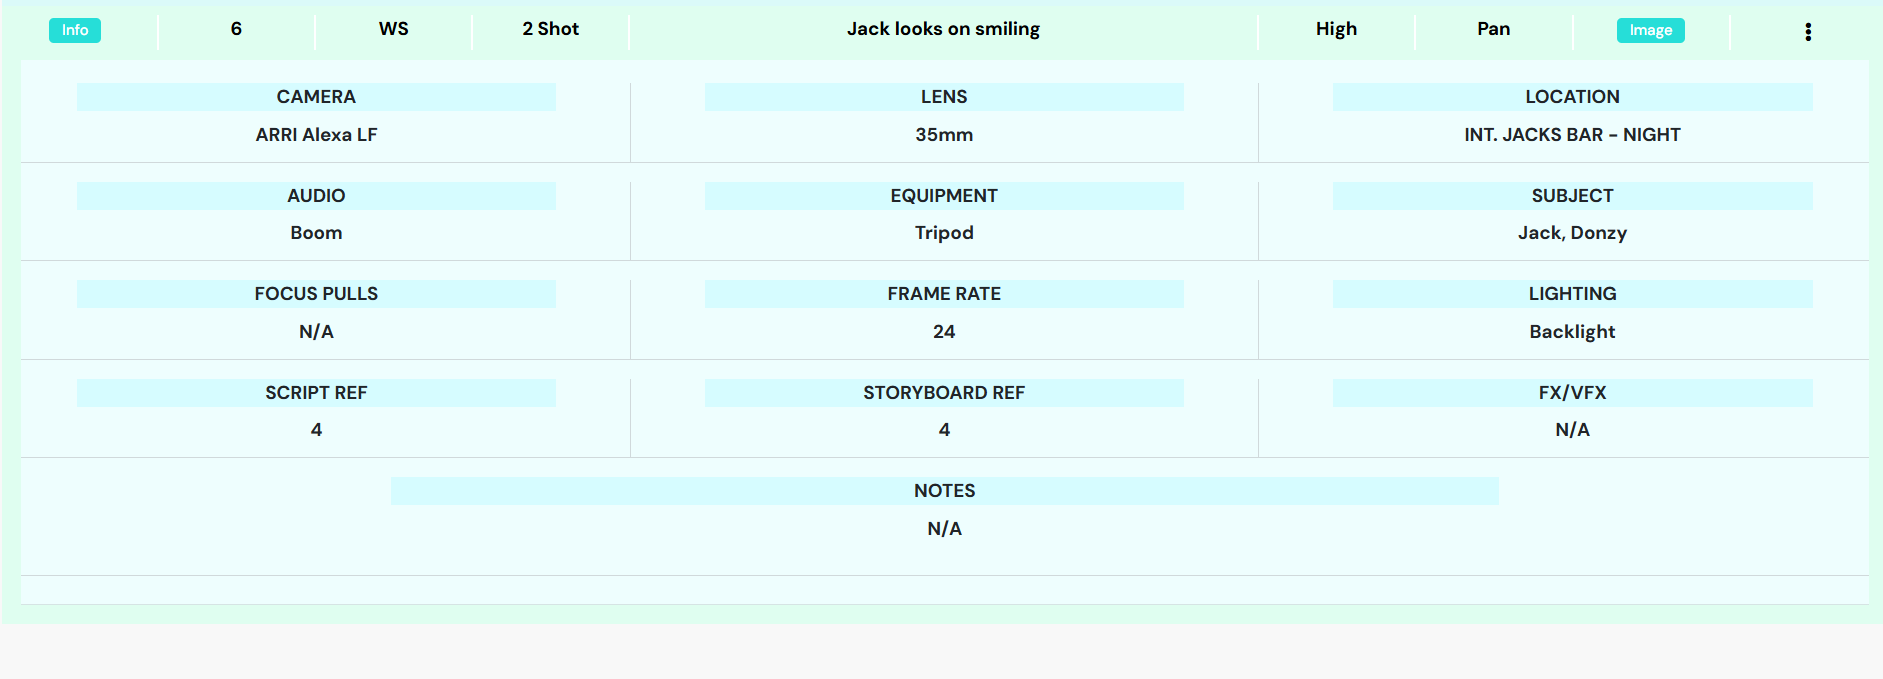 Info 6 WS 2 Shot Jack looks on smiling High Pan Image
CAMERA LENS LOCATION
ARRI Alexa LF 35mm INT. JACKS BAR - NIGHT
AUDIO EQUIPMENT SUBJECT
Boom Tripod Jack, Donzy
FOCUS PULLS FRAME RATE LIGHTING
N/A 24 Backlight
SCRIPT REF STORYBOARD REF FX/VFX
4 4 N/A
NOTES
N/A